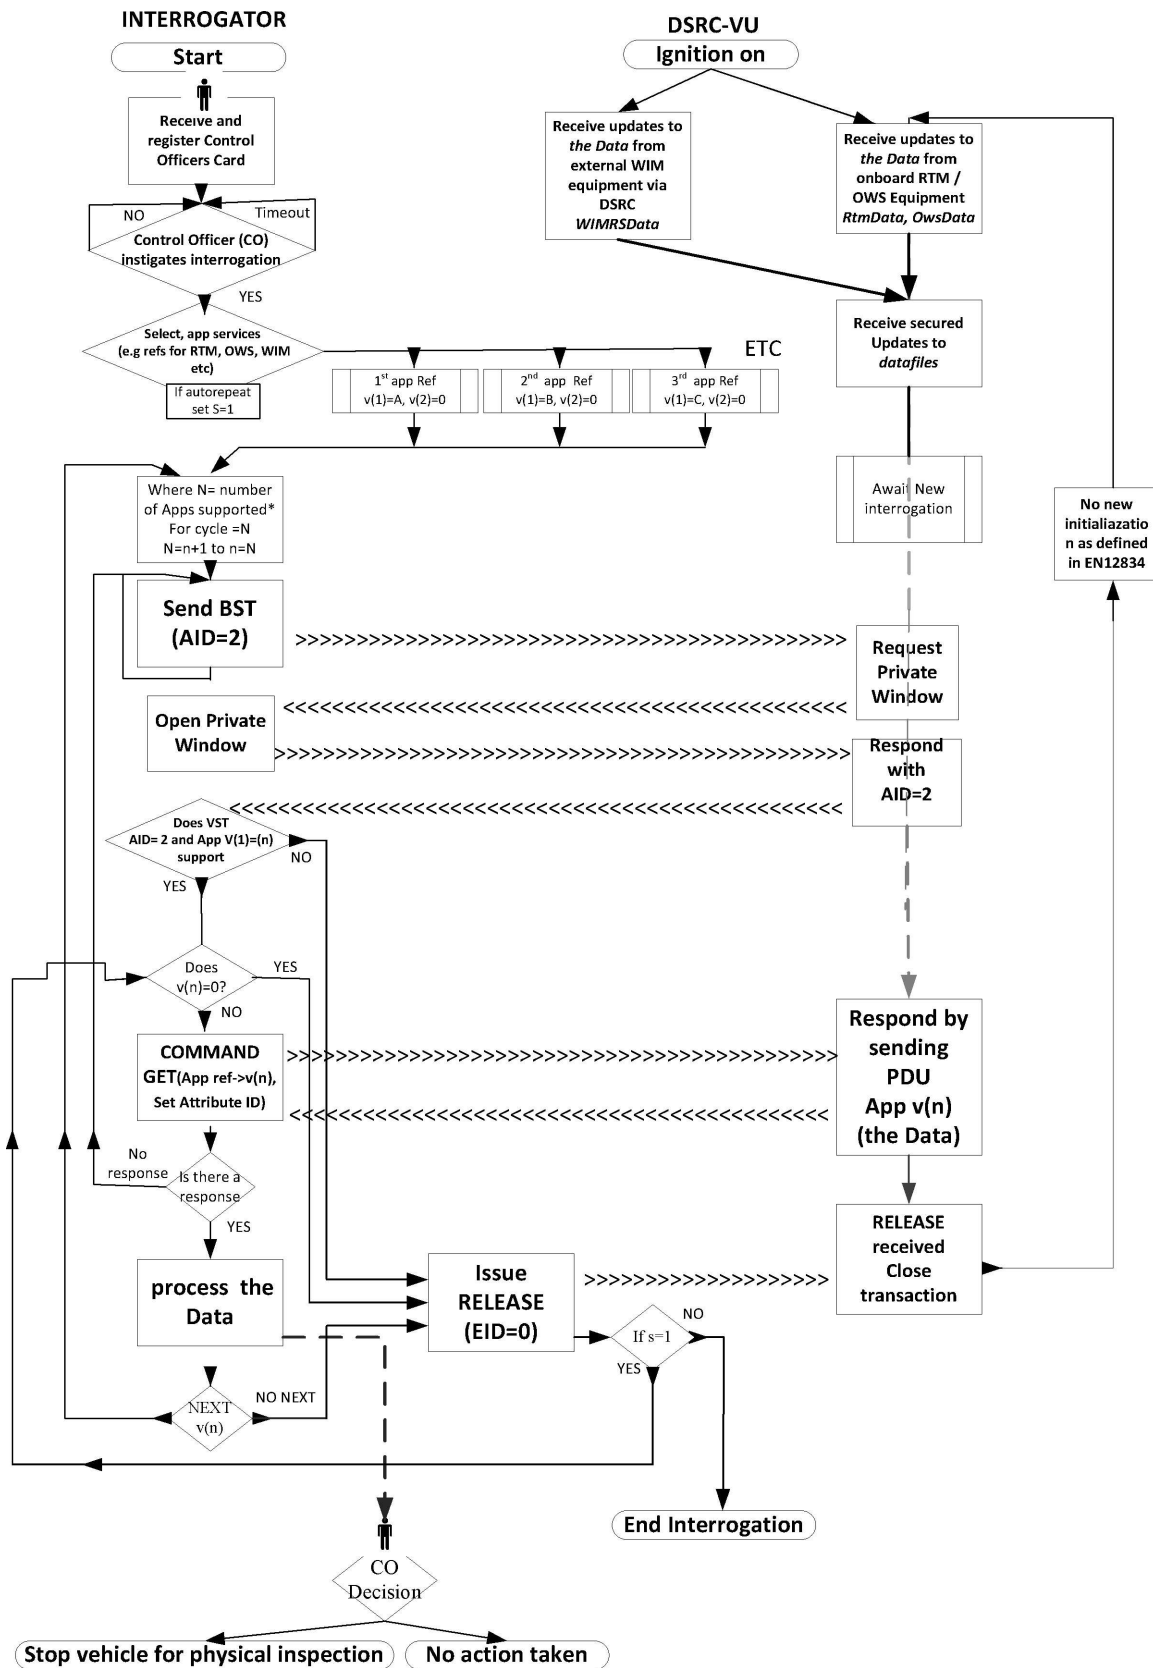 INTERROGATOR
Start
Receive and
register Control
Officers Card
NO
Timeout
Control Officer (CO)
instigates interrogation
YES
Select, app services
(e.g refs for RTM, OWS, WIM
etc)
If autorepeat
set S=1
1st app Ref
v(1)=A, v(2)=0
2nd app Ref
v(1)=B, v(2)=0
3rd app Ref
v(1)=C, v(2)=0
ETC
Where N= number
of Apps supported*
For cycle =N
N=n+1 to n=N
Send BST
(AID=2)
>>>>>>>>>>>>>>>>>>>>>>>>>>>>>>>>>>>>>>>>>>>>>
<<<<<<<<<<<<<<<<<<<<<<<<<<<<<<<<<<<<<<<<<<<<
Open Private
Window
>>>>>>>>>>>>>>>>>>>>>>>>>>>>>>>>>>>>>>>>>>>>>>>
<<<<<<<<<<<<<<<<<<<<<<<<<<<<<<<<<<<<<<<<<<<<<<<<<<
Does VST
AID= 2 and App V(1)=(n)
support
NO
YES
Does
v(n)=0?
YES
NO
COMMAND
GET(App ref->v(n),
Set Attribute ID)
>>>>>>>>>>>>>>>>>>>>>>>>>>>>>>>>>>>>>>>>>>>>>
<<<<<<<<<<<<<<<<<<<<<<<<<<<<<<<<<<<<<<<<<<<<
No
response
Is there a
response
YES
process the
Data
Issue
RELEASE
(EID=0)
>>>>>>>>>>>>>>>>>>>>
If s=1
NO
YES
NEXT
v(n)
NO NEXT
End Interrogation
CO
Decision
Stop vehicle for physical inspection
No action taken
DSRC-VU
Ignition on
Receive updates to
the Data from
external WIM
equipment via
DSRC
WIMRSData
Receive updates to
the Data from
onboard RTM /
OWS Equipment
RtmData, OwsData
Receive secured
Updates to
datafiles
Await New
interrogation
No new
initialiazatio
n as defined
in EN12834
Request
Private
Window
Respond
with
AID=2
Respond by
sending
PDU
App v(n)
(the Data)
RELEASE
received
Close
transaction